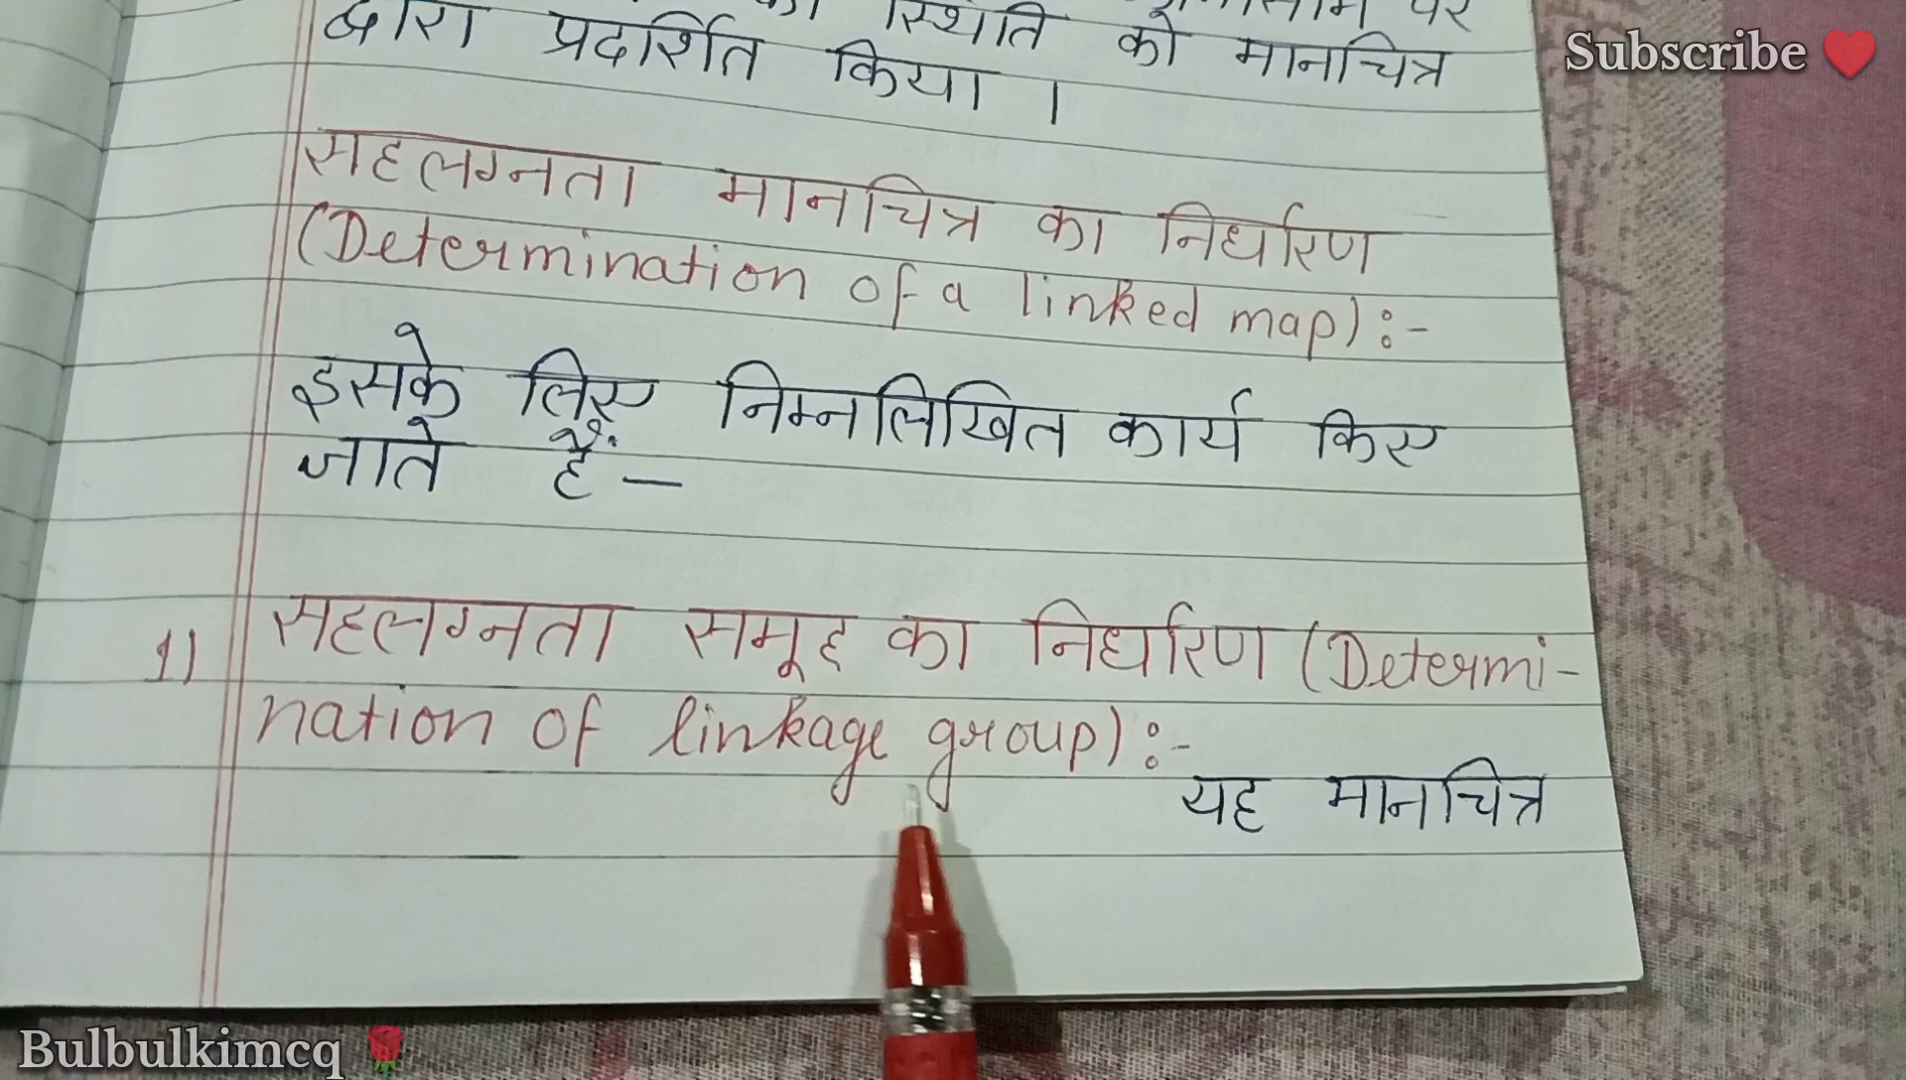 स्थिति को मानचित्र
द्वारा प्रदर्शित किया ।
सहलग्नता मानचित्र का निर्धारण
(Determination of a linked map) :-
इसके लिए निम्नलिखित कार्य किए
जाते हैं –
1) सहलग्नता समूह का निर्धारण (Determi-
nation of linkage group) :-
यह मानचित्र
Subscribe ❤️
Bulbulkimcq 🌹